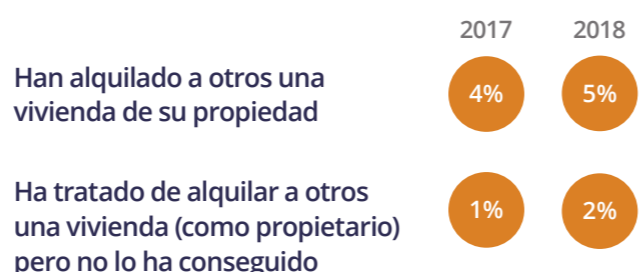 2017 2018
Han alquilado a otros una
vivienda de su propiedad
4% 5%
Ha tratado de alquilar a otros
una vivienda (como propietario)
pero no lo ha conseguido
1% 2%